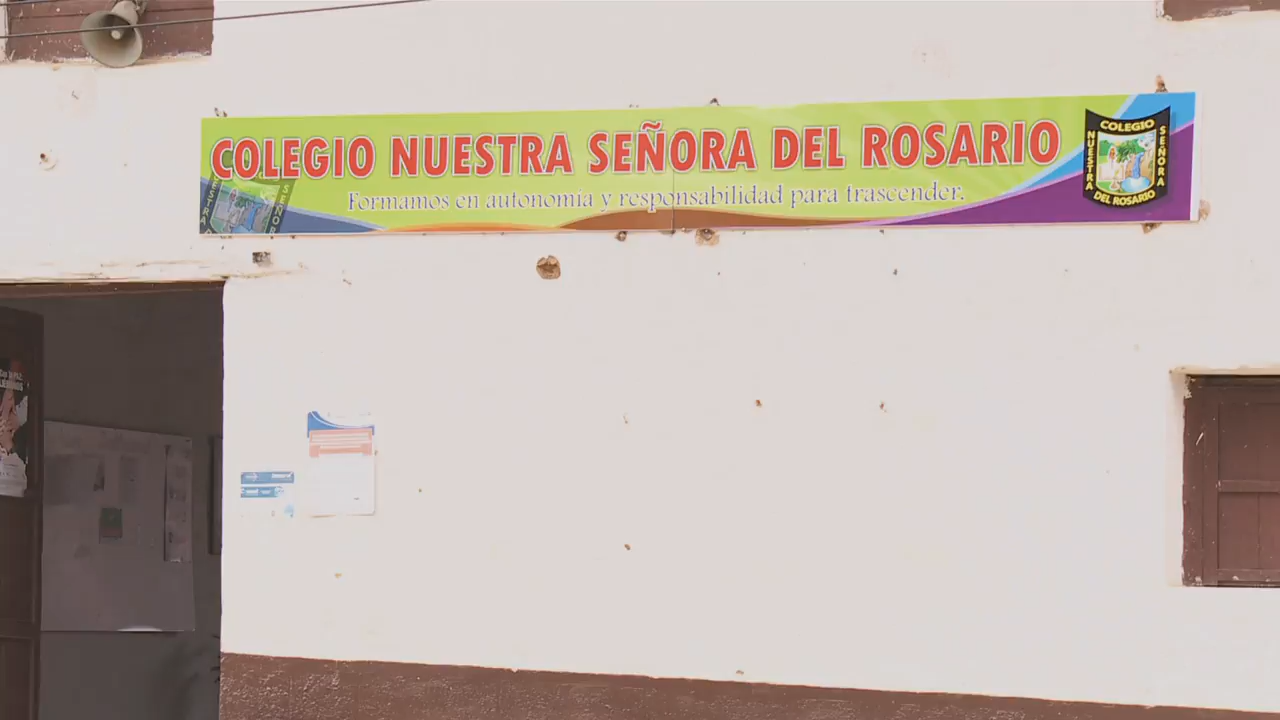 COLEGIO NUESTRA SEÑORA DEL ROSARIO
Formamos en autonomia y responsabilidad para trascender.
COLEGIO
NUESTRA
SEÑORA
DEL ROSARIO